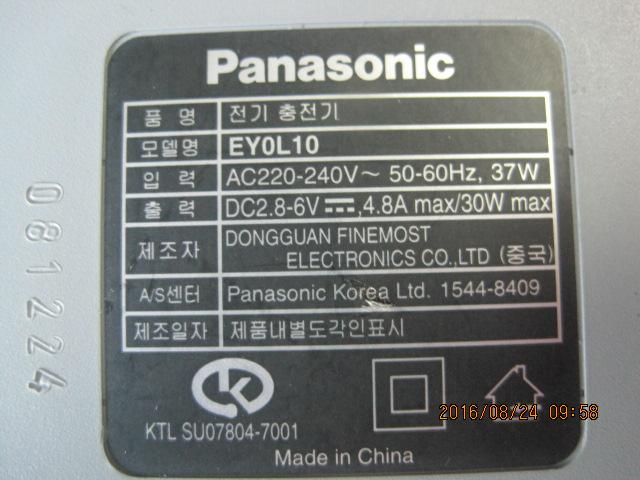 Panasonic
품 명 전기 충전기
모델명 EY0L10
입 력 AC220-240V~ 50-60Hz, 37W
출 력 DC2.8-6V⎓,4.8A max/30W max
제조자 DONGGUAN FINEMOST
ELECTRONICS CO.,LTD (중국)
A/S센터 Panasonic Korea Ltd. 1544-8409
제조일자 제품내별도각인표시
081224
K
KTL SU07804-7001
2016/08/24 09:58
Made in China